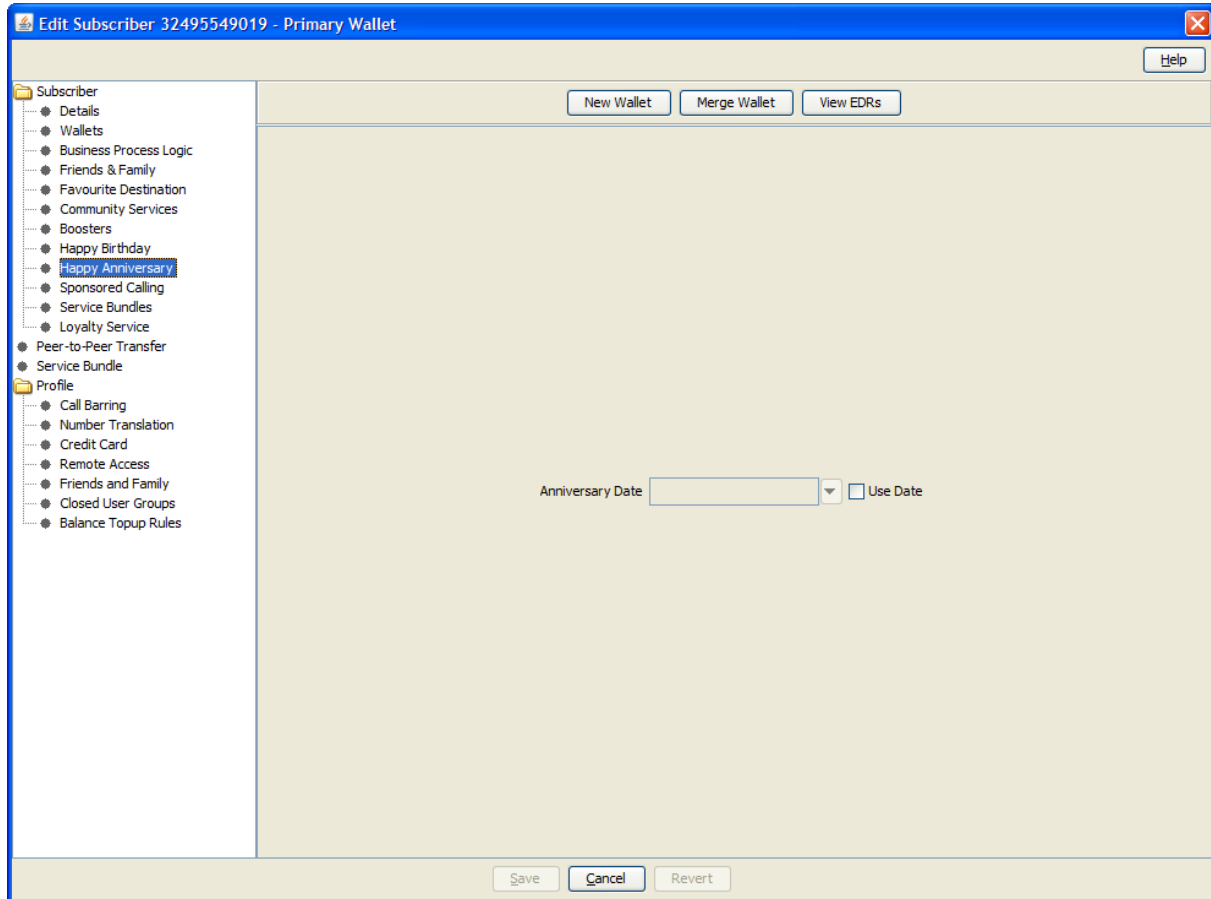 Edit Subscriber 32495549019 - Primary Wallet
Help
Subscriber
Details
Wallets
Business Process Logic
Friends & Family
Favourite Destination
Community Services
Boosters
Happy Birthday
Happy Anniversary
Sponsored Calling
Service Bundles
Loyalty Service
Peer-to-Peer Transfer
Service Bundle
Profile
Call Barring
Number Translation
Credit Card
Remote Access
Friends and Family
Closed User Groups
Balance Topup Rules
New Wallet Merge Wallet View EDRs
Anniversary Date Use Date
Save Cancel Revert